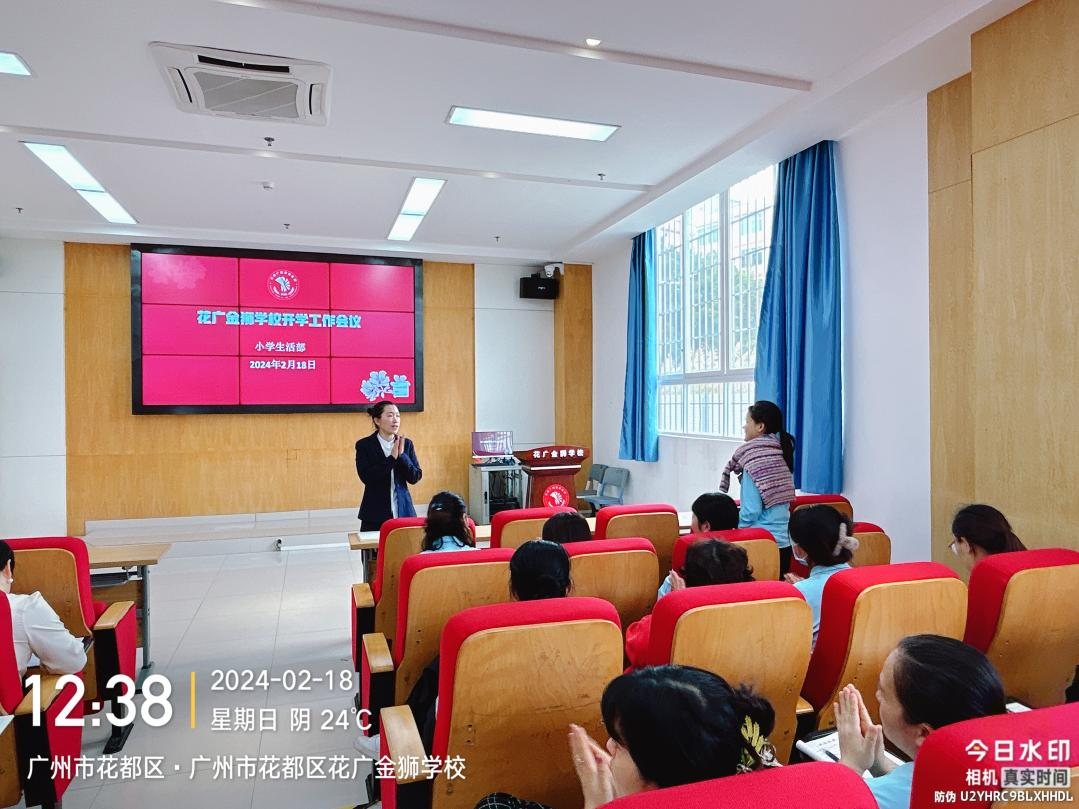 花广金狮学校开学工作会议
小学生活部
2024年2月18日
花广金狮学校
12:38
2024-02-18
星期日 阴 24℃
广州市花都区·广州市花都区花广金狮学校
今日水印
相机 真实时间
防伪 U2YHRC9BLXHHDL